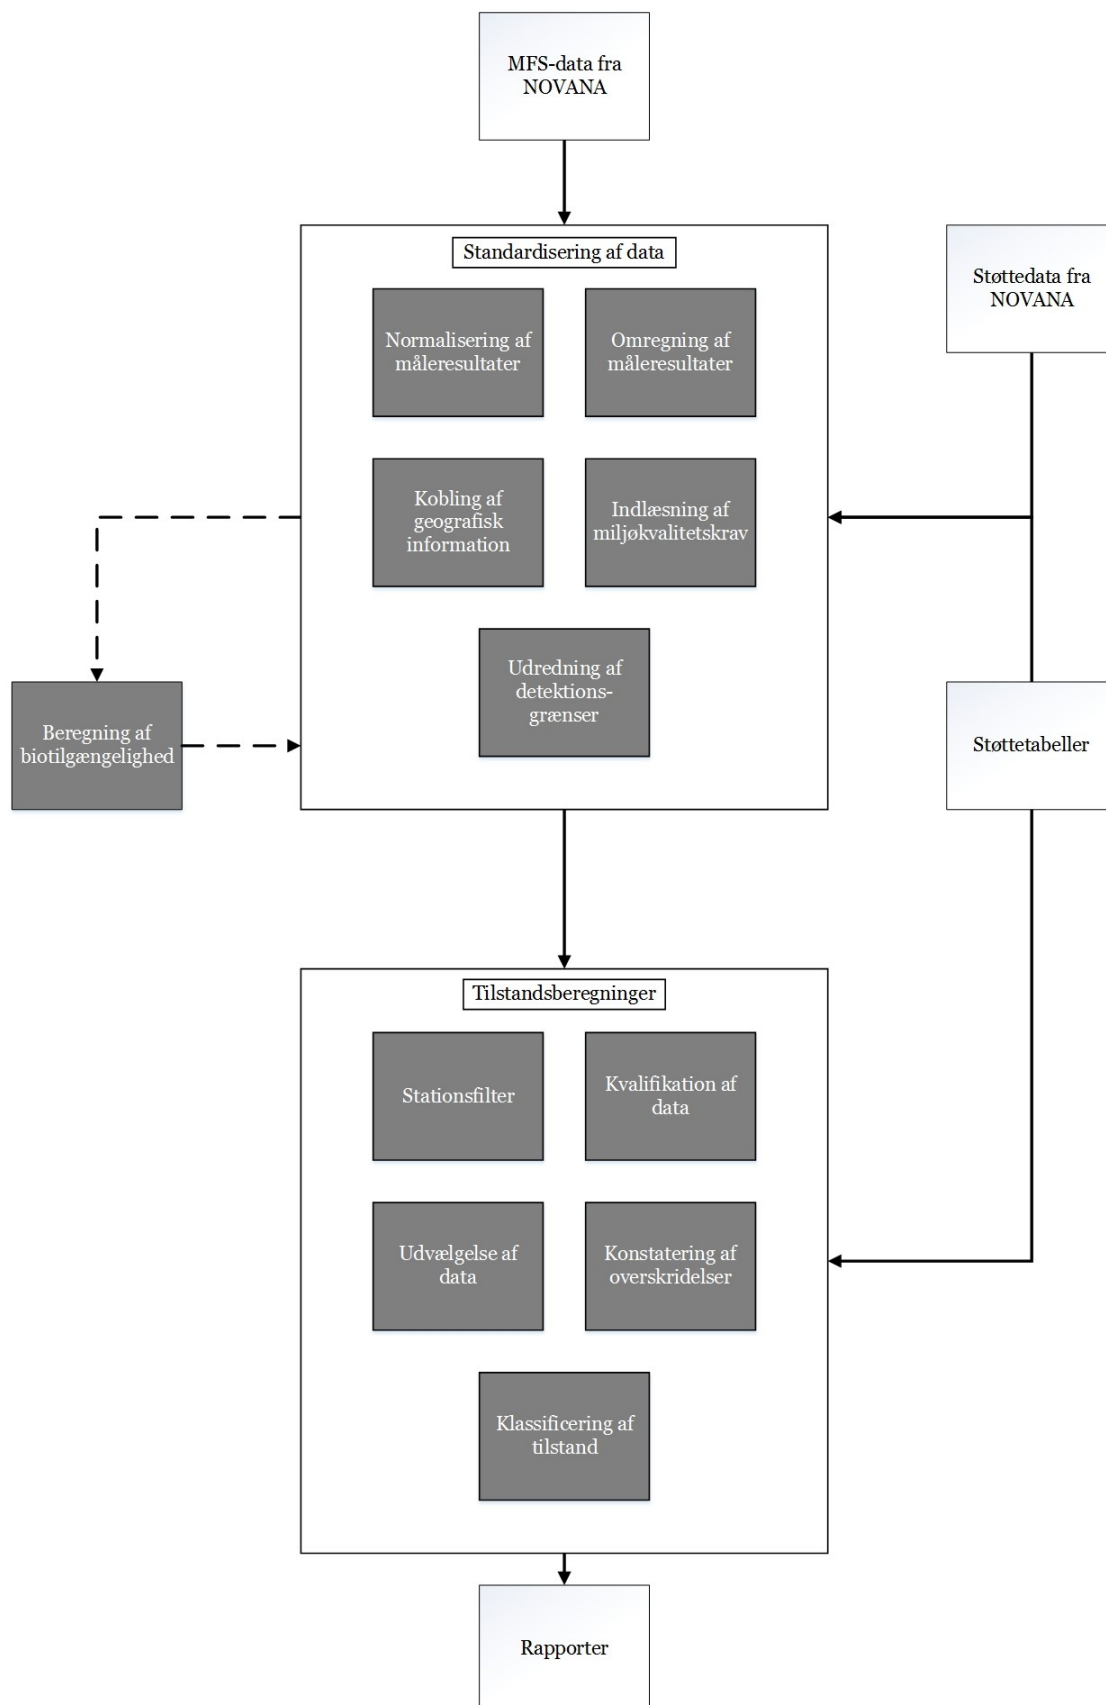 MFS-data fra
NOVANA
Standardisering af data
Støttedata fra
NOVANA
Normalisering af
måleresultater
Omregning af
måleresultater
Kobling af
geografisk
information
Indlæsning af
miljøkvalitetskrav
Udredning af
detektions-
grænser
Beregning af
biotilgængelighed
Støttetabeller
Tilstandsberegninger
Stationsfilter
Kvalifikation af
data
Udvælgelse af
data
Konstatering af
overskridelser
Klassificering af
tilstand
Rapporter